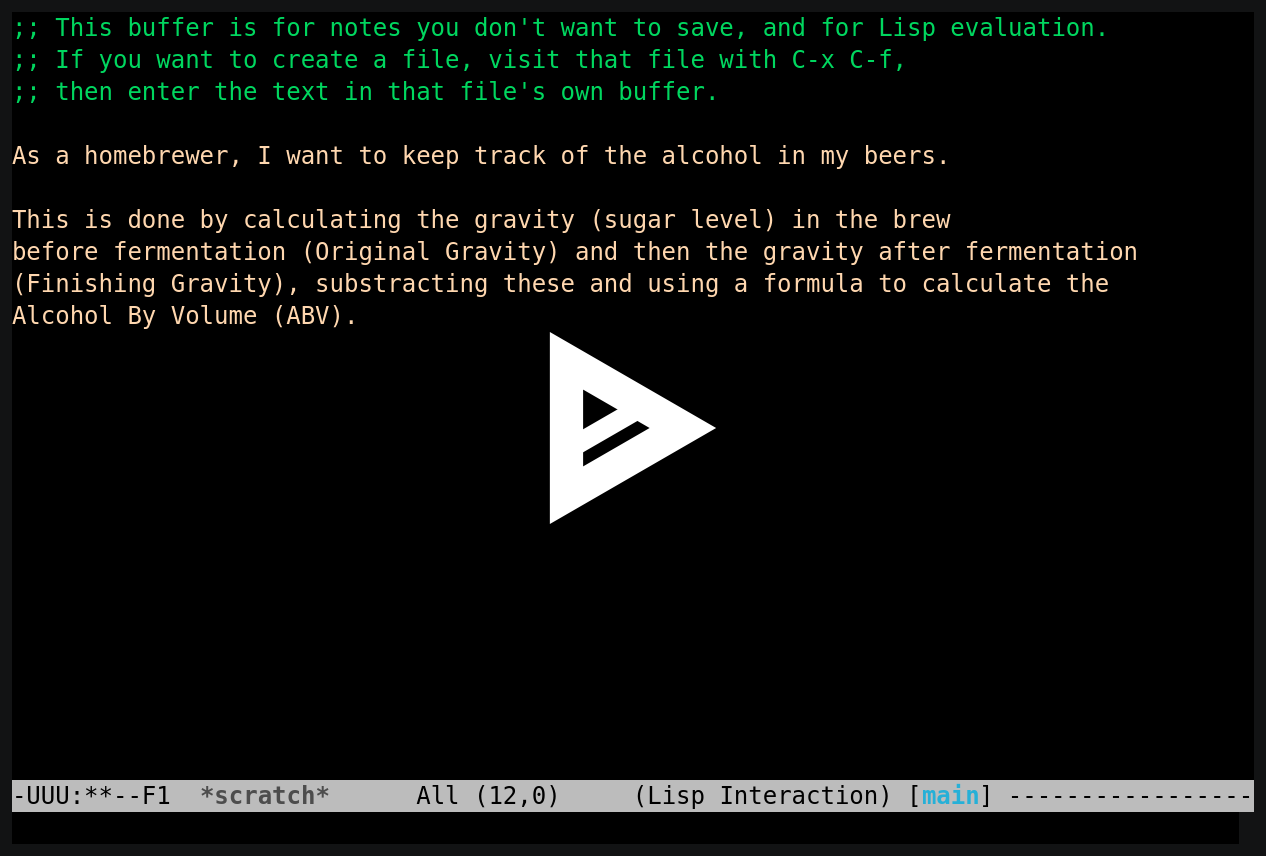 ;; This buffer is for notes you don't want to save, and for Lisp evaluation.
;; If you want to create a file, visit that file with C-x C-f,
;; then enter the text in that file's own buffer.
As a homebrewer, I want to keep track of the alcohol in my beers.
This is done by calculating the gravity (sugar level) in the brew
before fermentation (Original Gravity) and then the gravity after fermentation
(Finishing Gravity), substracting these and using a formula to calculate the
Alcohol By Volume (ABV).
-UUU:**--F1  *scratch*      All (12,0)     (Lisp Interaction) [main] -----------------